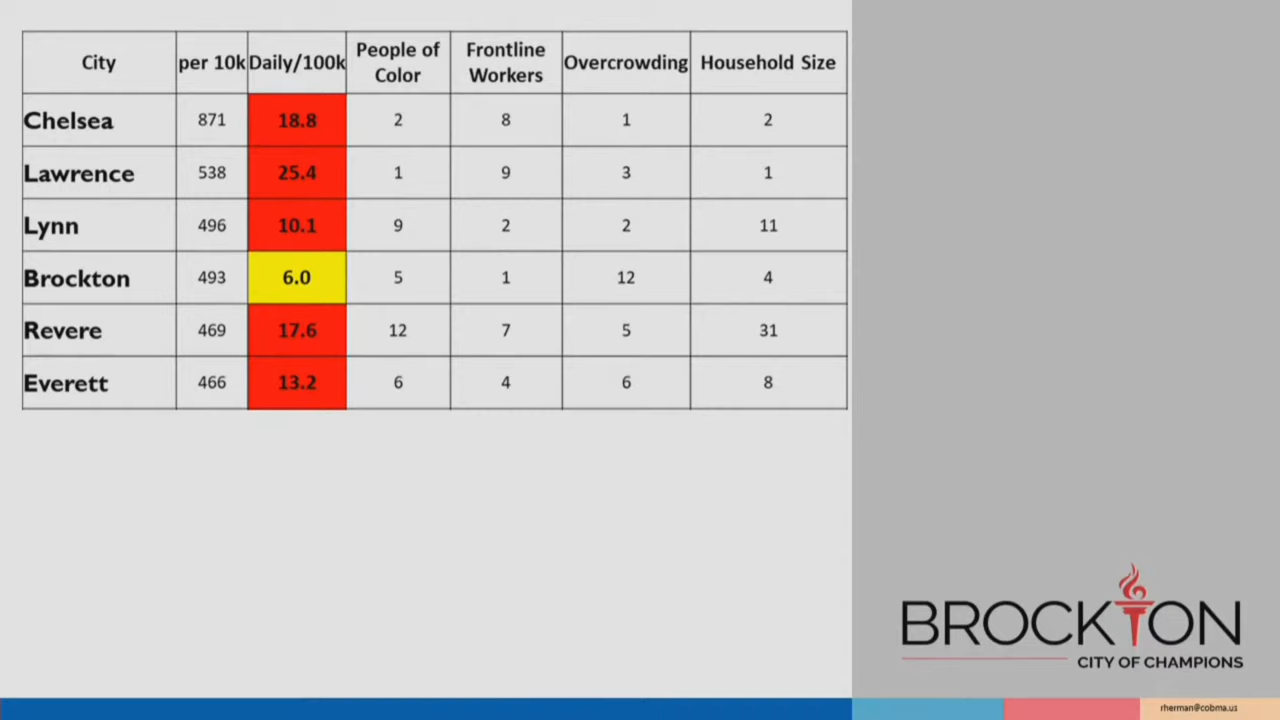 City per 10k Daily/100k People of Color Frontline Workers Overcrowding Household Size
Chelsea 871 18.8 2 8 1 2
Lawrence 538 25.4 1 9 3 1
Lynn 496 10.1 9 2 2 11
Brockton 493 6.0 5 1 12 4
Revere 469 17.6 12 7 5 31
Everett 466 13.2 6 4 6 8
BROCKTON
CITY OF CHAMPIONS
rherman@cobma.us